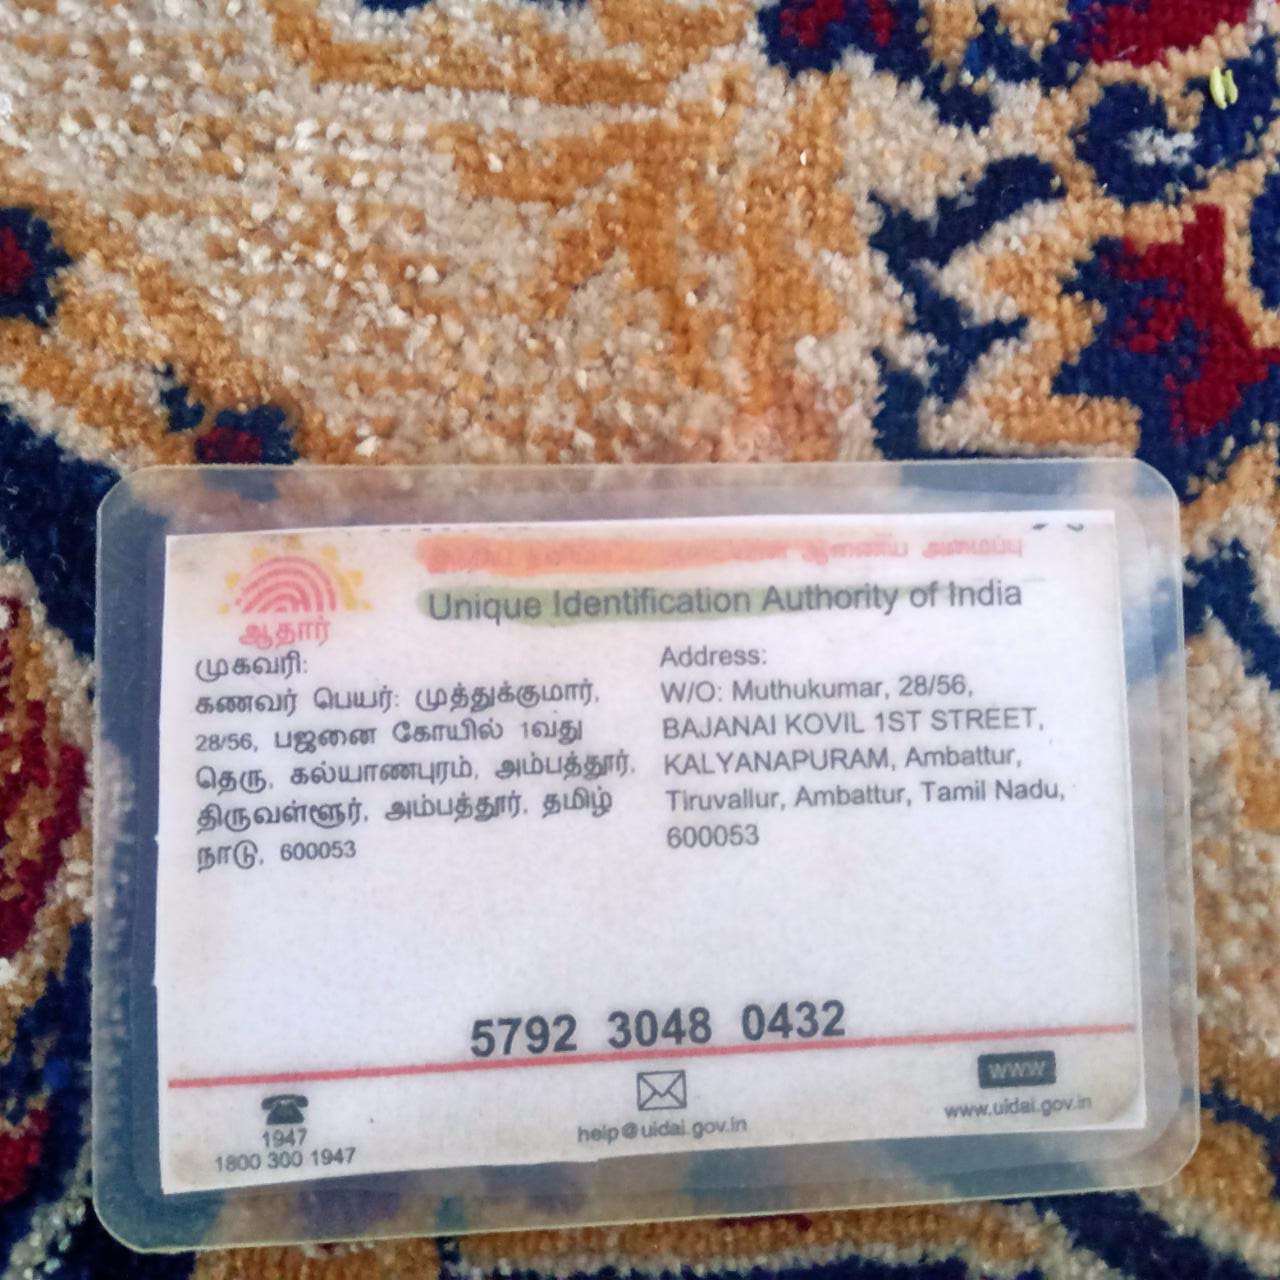 ஆணைய அமைப்பு
Unique Identification Authority of India
ஆதார்
முகவரி:
கணவர் பெயர்: முத்துக்குமார்,
28/56, பஜனை கோயில் 1வது
தெரு, கல்யாணபுரம், அம்பத்தூர்,
திருவள்ளூர், அம்பத்தூர், தமிழ்
நாடு, 600053
Address:
W/O: Muthukumar, 28/56,
BAJANAI KOVIL 1ST STREET,
KALYANAPURAM, Ambattur,
Tiruvallur, Ambattur, Tamil Nadu,
600053
5792 3048 0432
1947
1800 300 1947
help@uidai.gov.in
www
www.uidai.gov.in